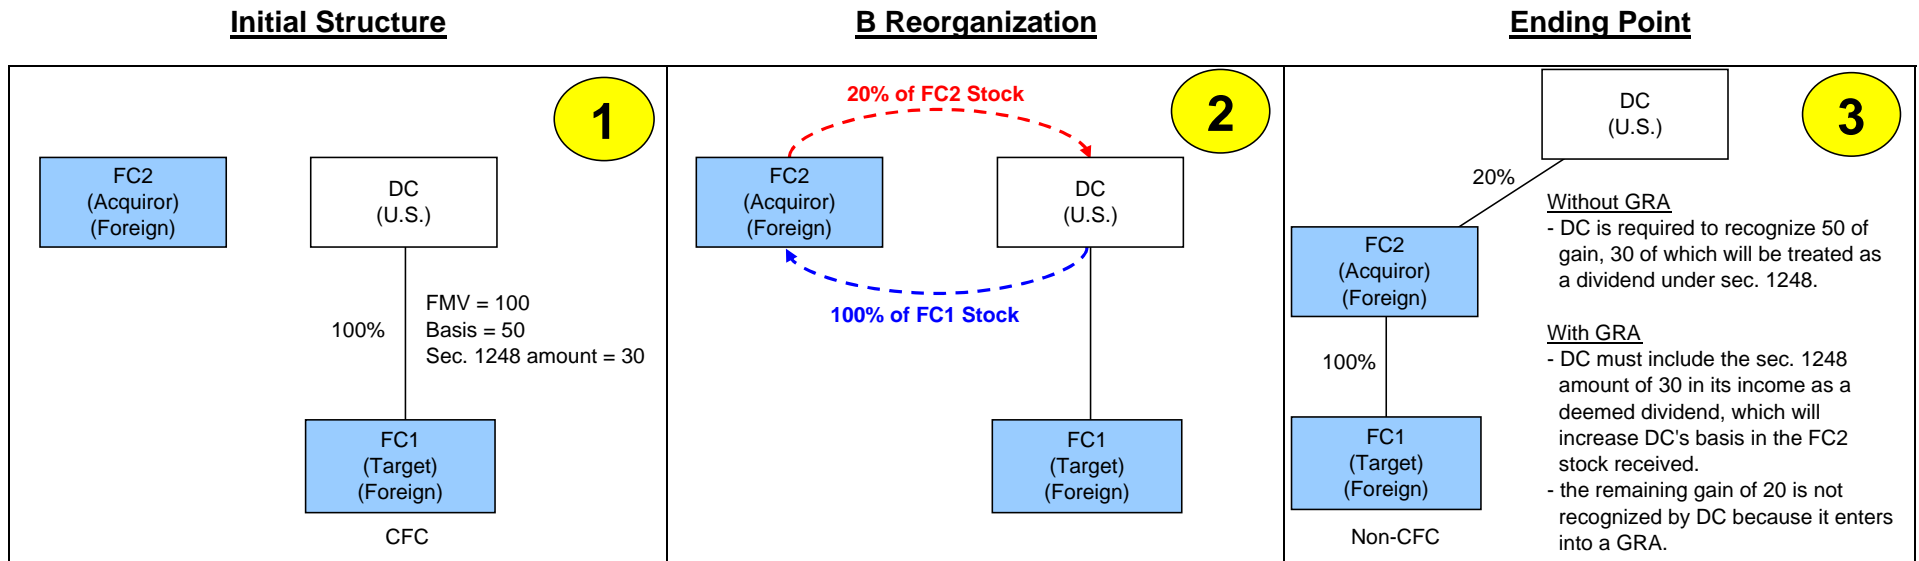 Initial Structure
B Reorganization
Ending Point
1
FC2
(Acquiror)
(Foreign)
DC
(U.S.)
100%
FMV = 100
Basis = 50
Sec. 1248 amount = 30
FC1
(Target)
(Foreign)
CFC
2
20% of FC2 Stock
FC2
(Acquiror)
(Foreign)
DC
(U.S.)
100% of FC1 Stock
FC1
(Target)
(Foreign)
3
DC
(U.S.)
20%
FC2
(Acquiror)
(Foreign)
100%
FC1
(Target)
(Foreign)
Non-CFC
Without GRA
- DC is required to recognize 50 of
gain, 30 of which will be treated as
a dividend under sec. 1248.
With GRA
- DC must include the sec. 1248
amount of 30 in its income as a
deemed dividend, which will
increase DC's basis in the FC2
stock received.
- the remaining gain of 20 is not
recognized by DC because it enters
into a GRA.